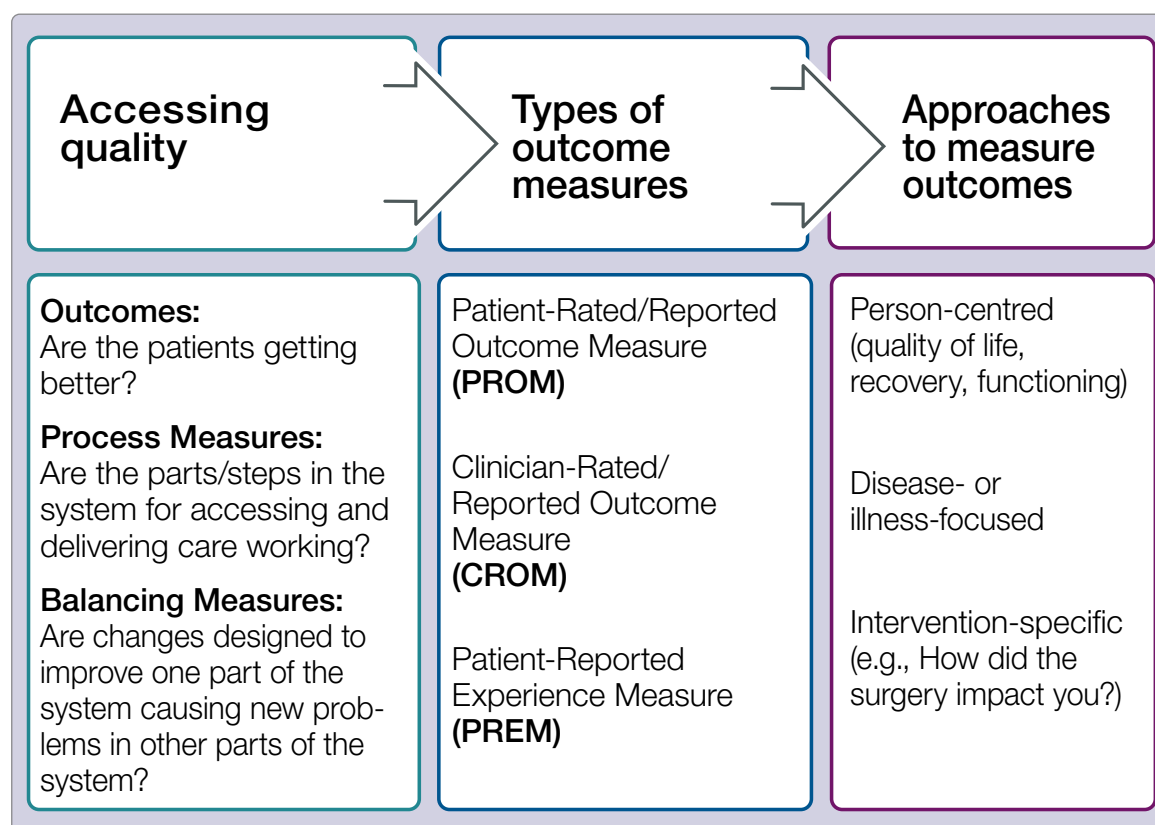 Accessing
quality
Types of
outcome
measures
Approaches
to measure
outcomes
Outcomes:
Are the patients getting
better?
Process Measures:
Are the parts/steps in the
system for accessing and
delivering care working?
Balancing Measures:
Are changes designed to
improve one part of the
system causing new prob-
lems in other parts of the
system?
Patient-Rated/Reported
Outcome Measure
(PROM)
Clinician-Rated/
Reported Outcome
Measure
(CROM)
Patient-Reported
Experience Measure
(PREM)
Person-centred
(quality of life,
recovery, functioning)
Disease- or
illness-focused
Intervention-specific
(e.g., How did the
surgery impact you?)